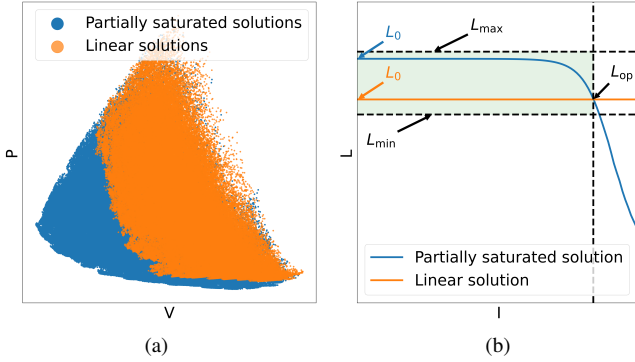 Partially saturated solutions
Linear solutions
P
V
(a)
L
L0
Lmax
L0
Lop
Lmin
Partially saturated solution
Linear solution
I
(b)